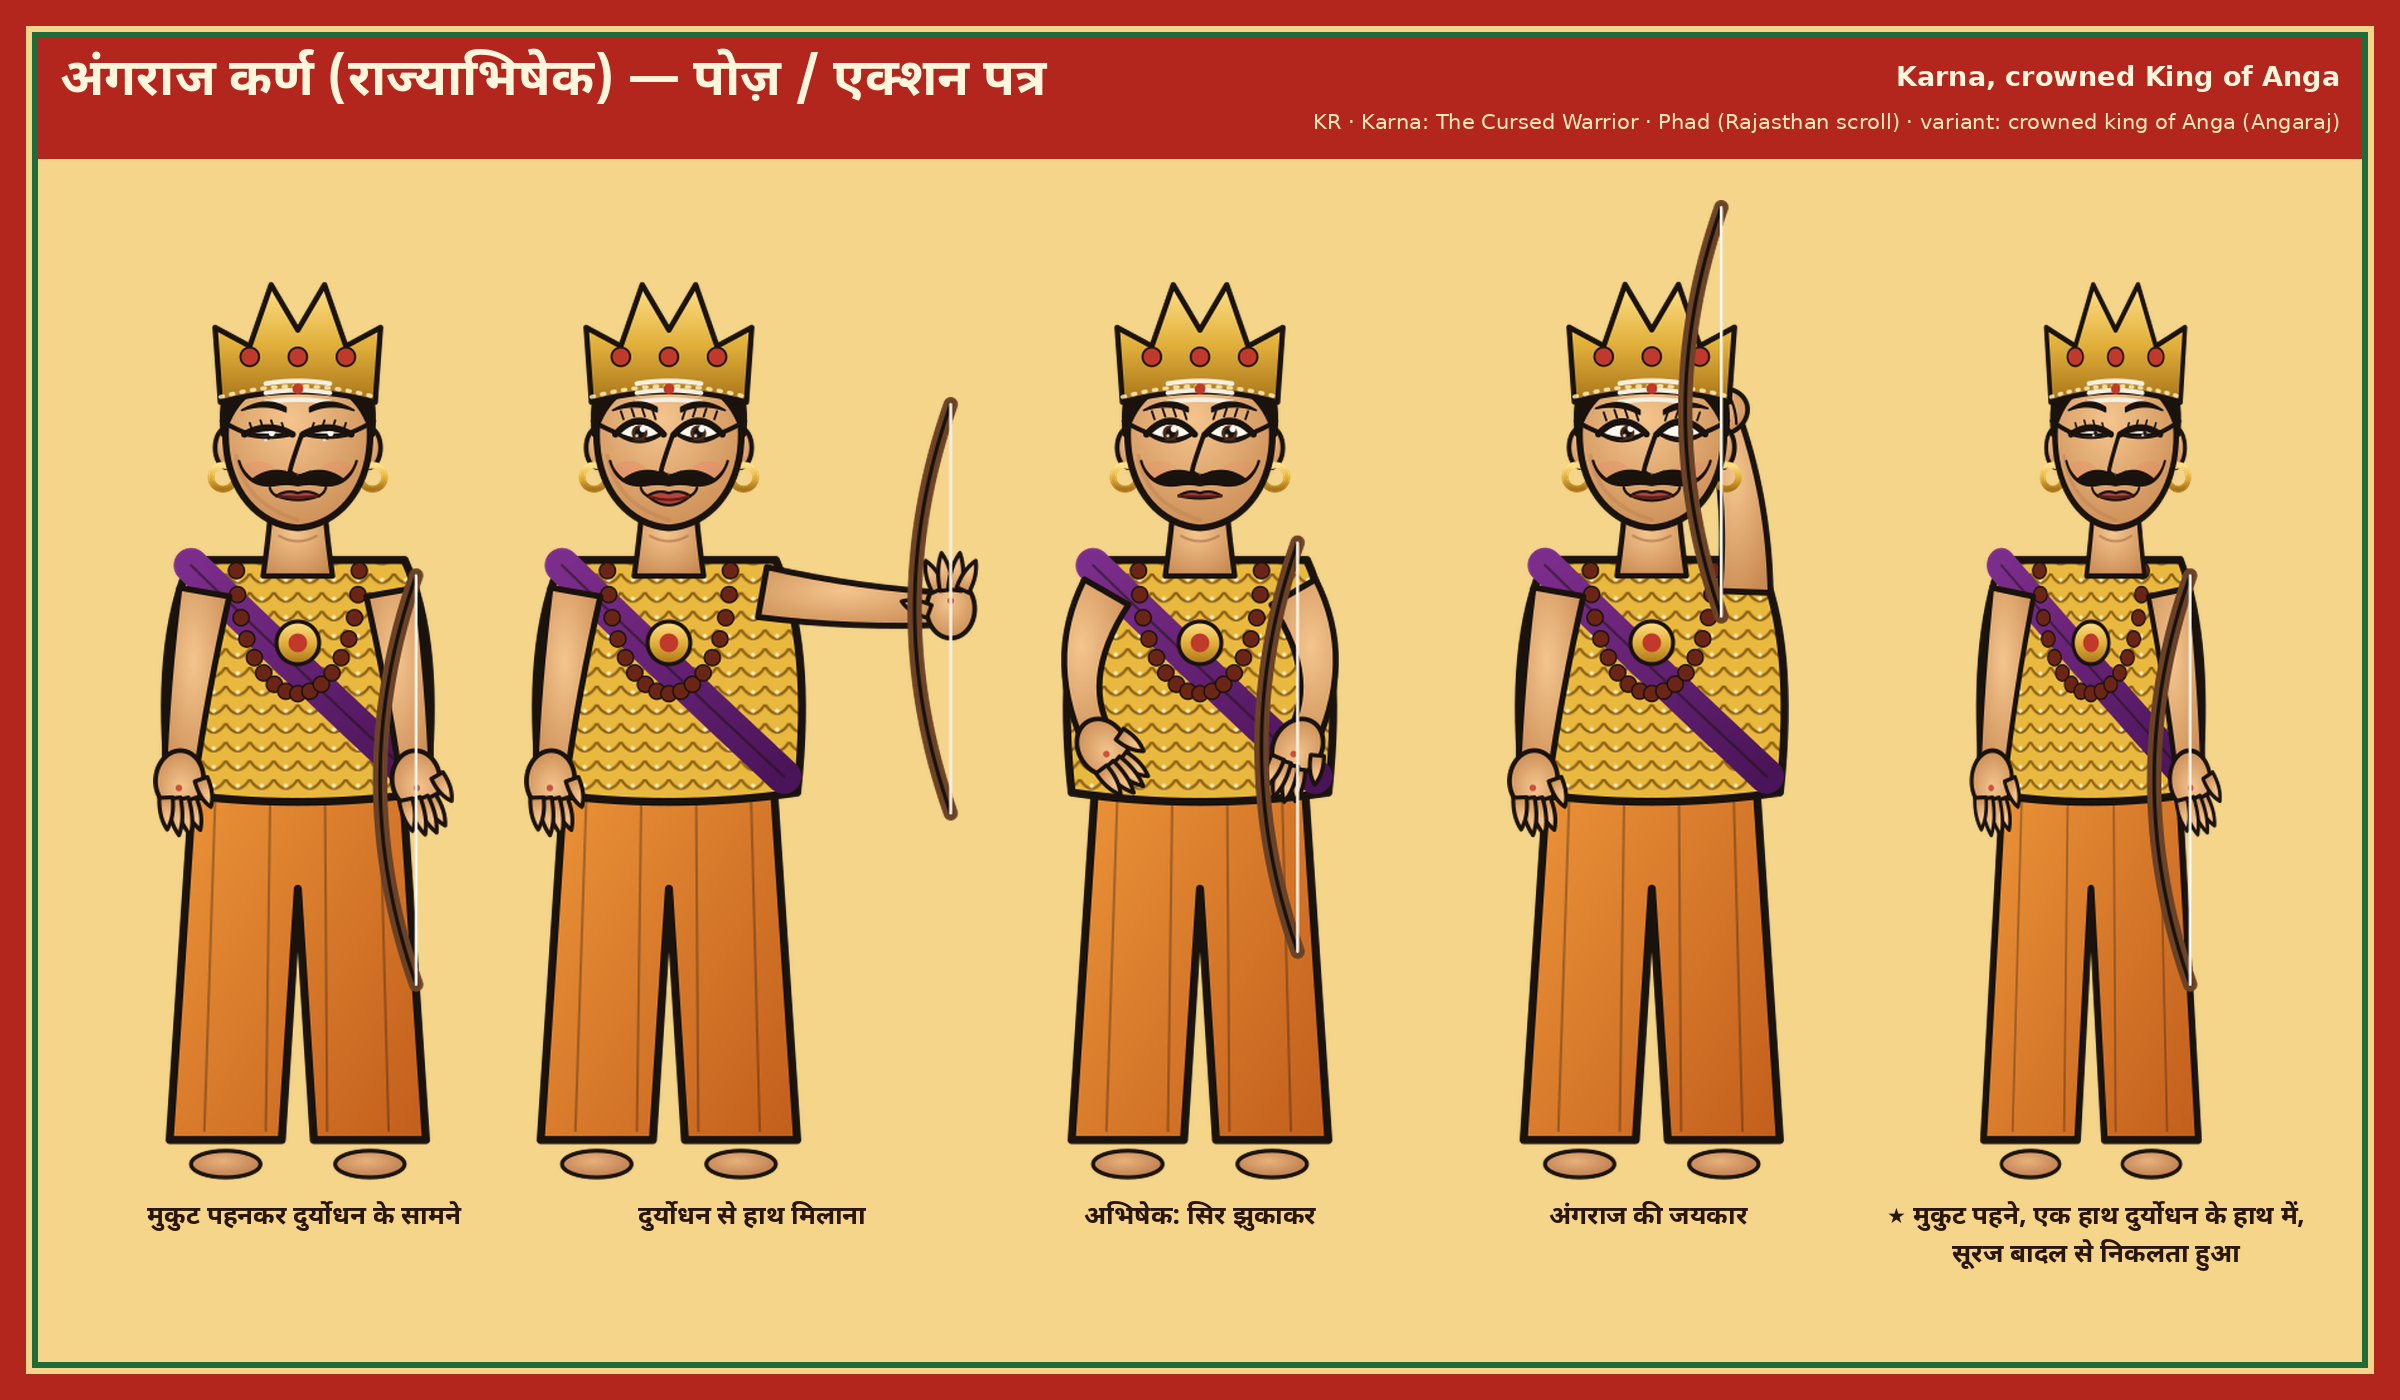 अंगराज कर्ण (राज्याभिषेक) — पोज़ / एक्शन पत्र
Karna, crowned King of Anga
KR · Karna: The Cursed Warrior · Phad (Rajasthan scroll) · variant: crowned king of Anga (Angaraj)
मुकुट पहनकर दुर्योधन के सामने
दुर्योधन से हाथ मिलाना
अभिषेक: सिर झुकाकर
अंगराज की जयकार
★ मुकुट पहने, एक हाथ दुर्योधन के हाथ में,
सूरज बादल से निकलता हुआ